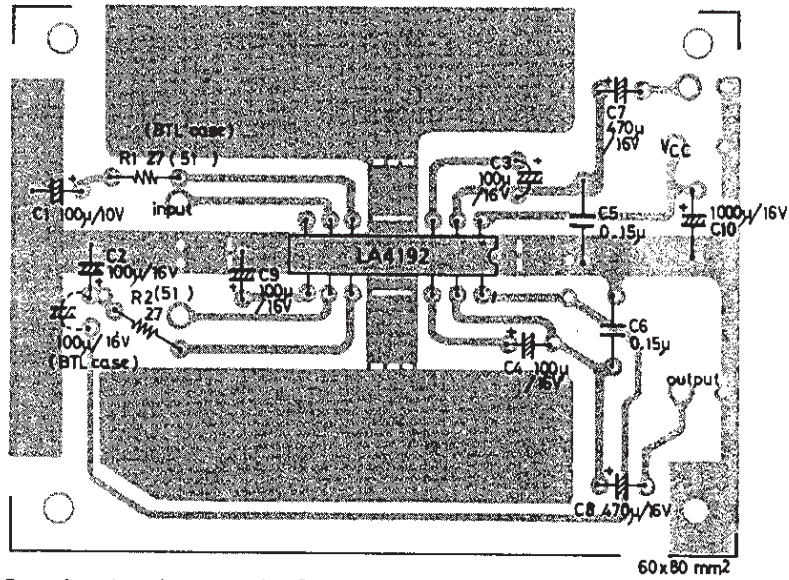 (BTL case)
R1 27 (51)
C1 100µ/10V
input
C2
100µ/16V
R2 (51)
27
100µ/16V
(BTL case)
C9
100µ
/16V
LA4192
C3
100µ
/16V
C7
470µ
/16V
VCC
C5
0.15µ
1000µ/16V
C10
C6
0.15µ
C4 100µ
/16V
output
C8 470µ/16V
60x80 mm2